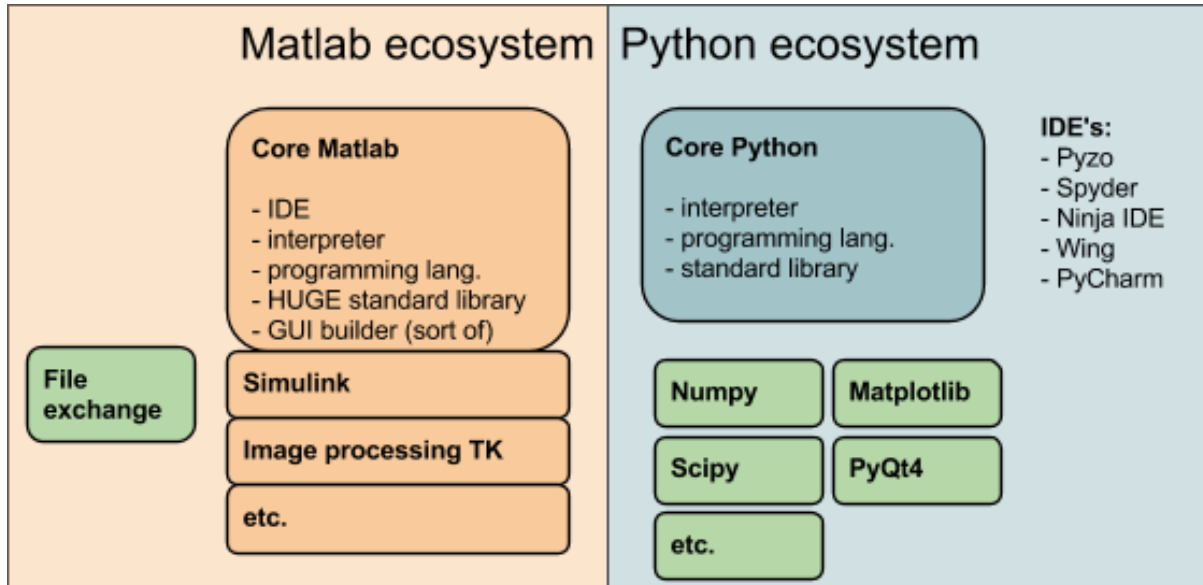 Matlab ecosystem
Core Matlab
- IDE
- interpreter
- programming lang.
- HUGE standard library
- GUI builder (sort of)
File
exchange
Simulink
Image processing TK
etc.
Python ecosystem
Core Python
- interpreter
- programming lang.
- standard library
IDE's:
- Pyzo
- Spyder
- Ninja IDE
- Wing
- PyCharm
Numpy
Matplotlib
Scipy
PyQt4
etc.